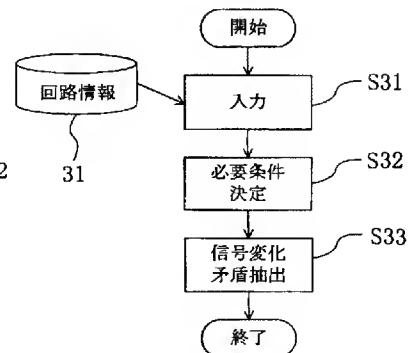 開始
回路情報
入力
S31
2
31
必要条件
決定
S32
信号変化
矛盾抽出
S33
終了